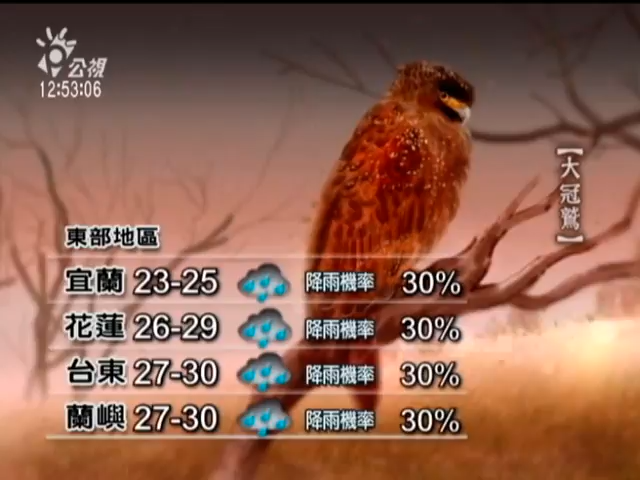 公視
12:53:06
【大冠鷲】
東部地區
宜蘭 23-25 降雨機率 30%
花蓮 26-29 降雨機率 30%
台東 27-30 降雨機率 30%
蘭嶼 27-30 降雨機率 30%